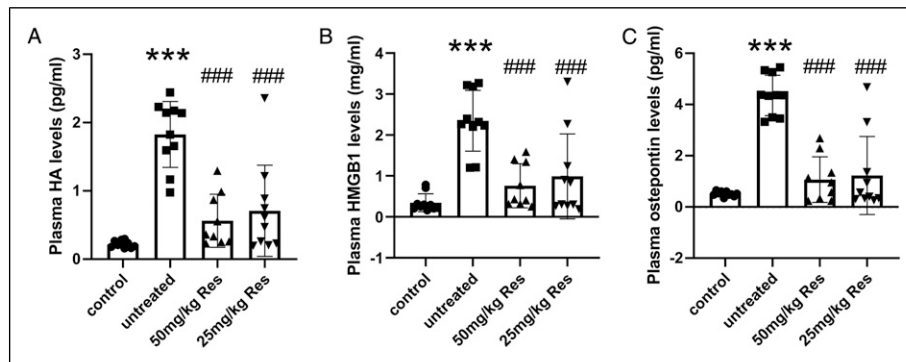 A
Plasma HA levels (pg/ml)
3
2
1
0
***
###
###
control
untreated
50mg/kg Res
25mg/kg Res
B
Plasma HMGB1 levels (mg/ml)
4
3
2
1
0
-1
***
###
###
control
untreated
50mg/kg Res
25mg/kg Res
C
Plasma ostepontin levels (pg/ml)
6
4
2
0
-2
***
###
###
control
untreated
50mg/kg Res
25mg/kg Res